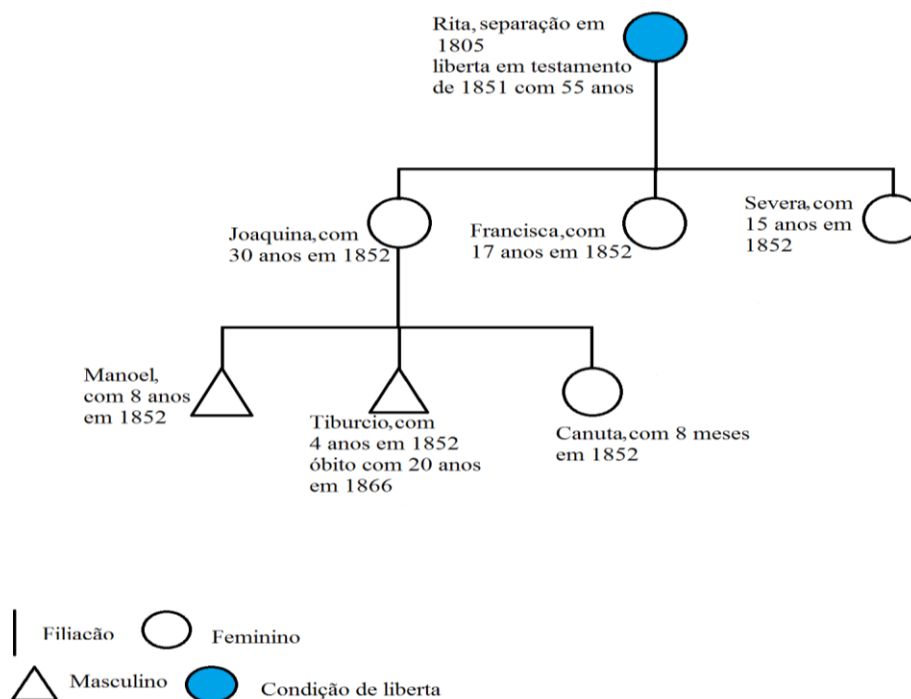 Rita, separação em
1805
liberta em testamento
de 1851 com 55 anos
Joaquina,com
30 anos em 1852
Francisca,com
17 anos em 1852
Severa,com
15 anos em
1852
Manoel,
com 8 anos
em 1852
Tiburcio,com
4 anos em 1852
óbito com 20 anos
em 1866
Canuta,com 8 meses
em 1852
Filiacão
Feminino
Masculino
Condição de liberta